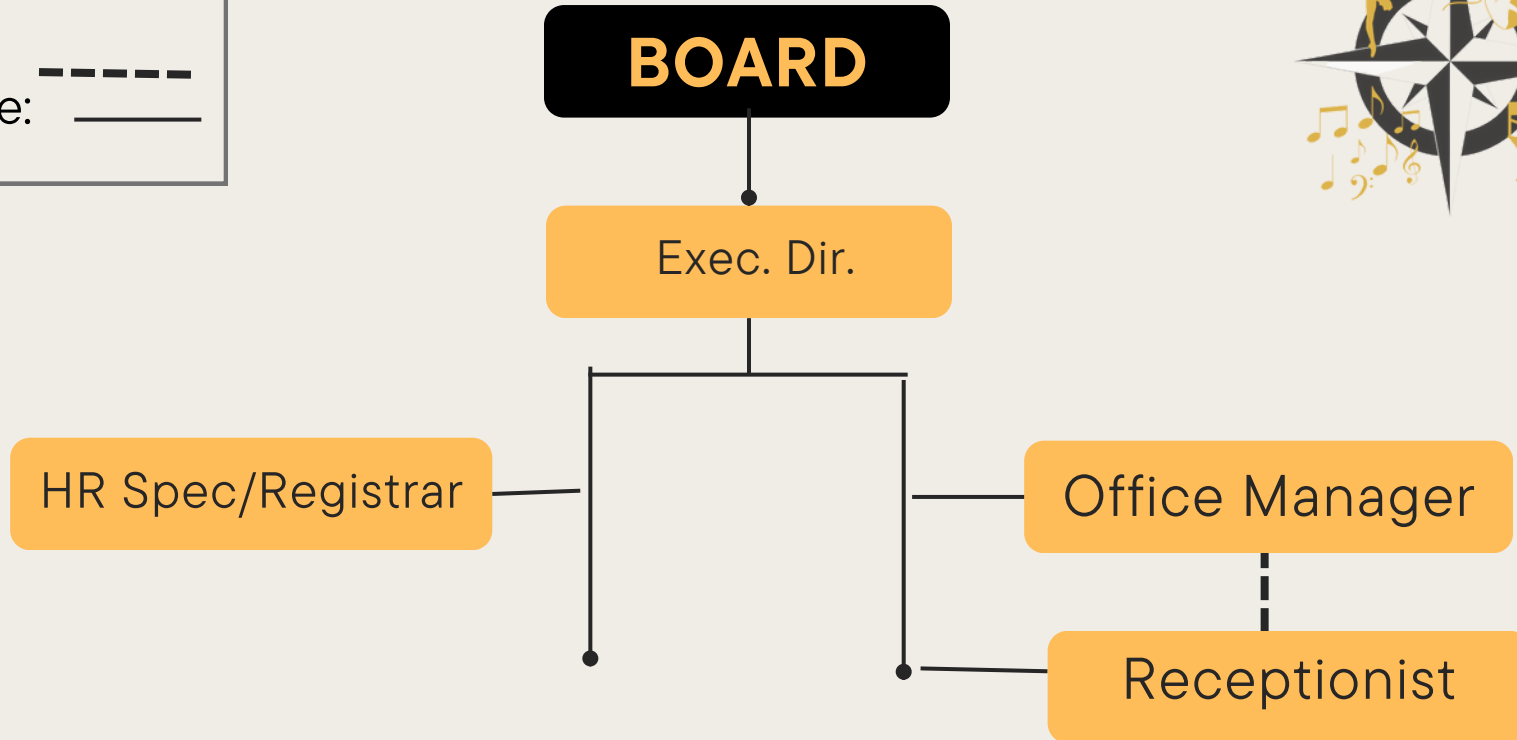 BOARD
e:
Exec. Dir.
HR Spec/Registrar
Office Manager
Receptionist